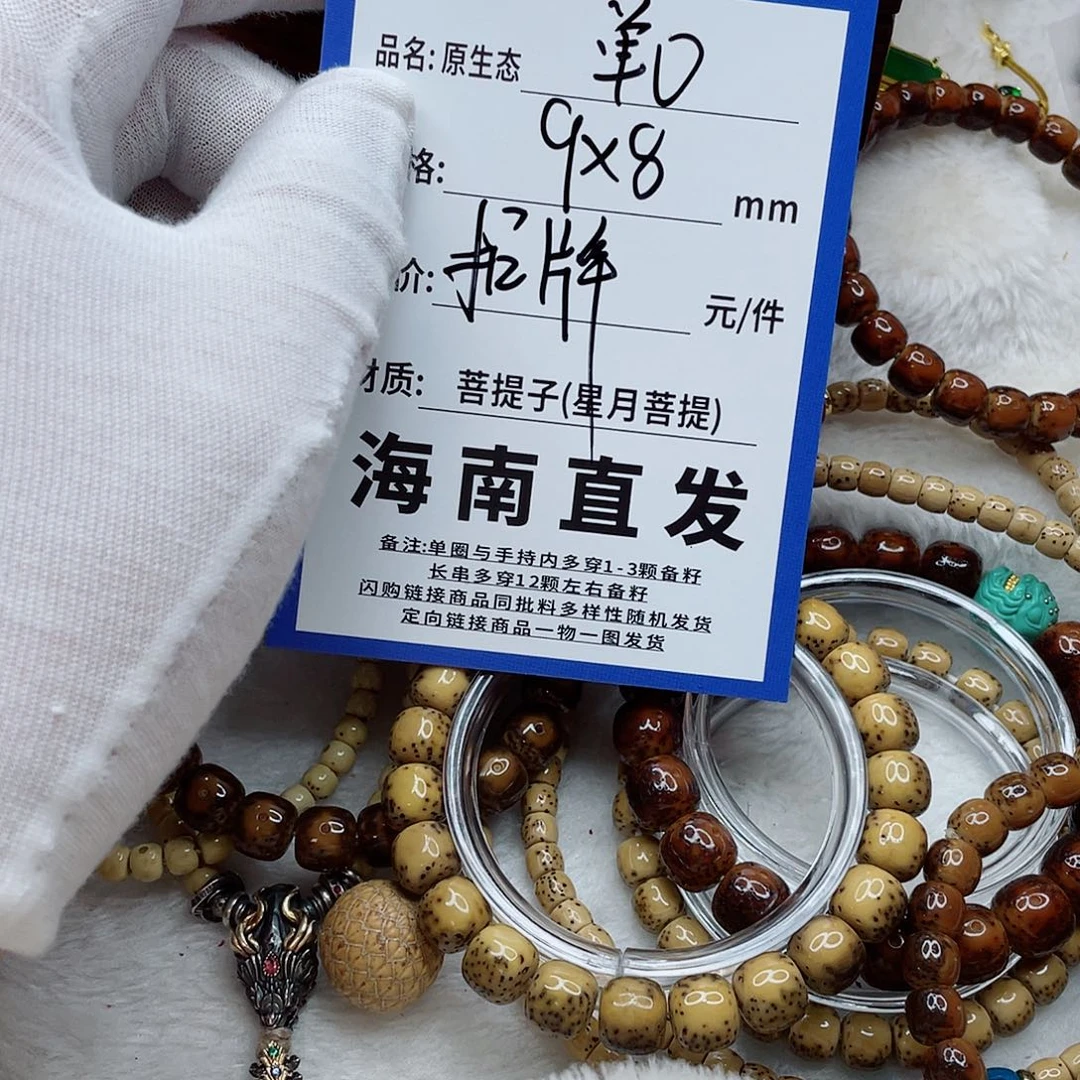 品名: 原生态 单口
格: 9×8 mm
介: 扣牌 元/件
材质: 菩提子(星月菩提)
海南直发
备注:单圈与手持内多穿1-3颗备籽
长串多穿12颗左右备籽
闪购链接商品同批料多样性随机发货
定向链接商品一物一图发货